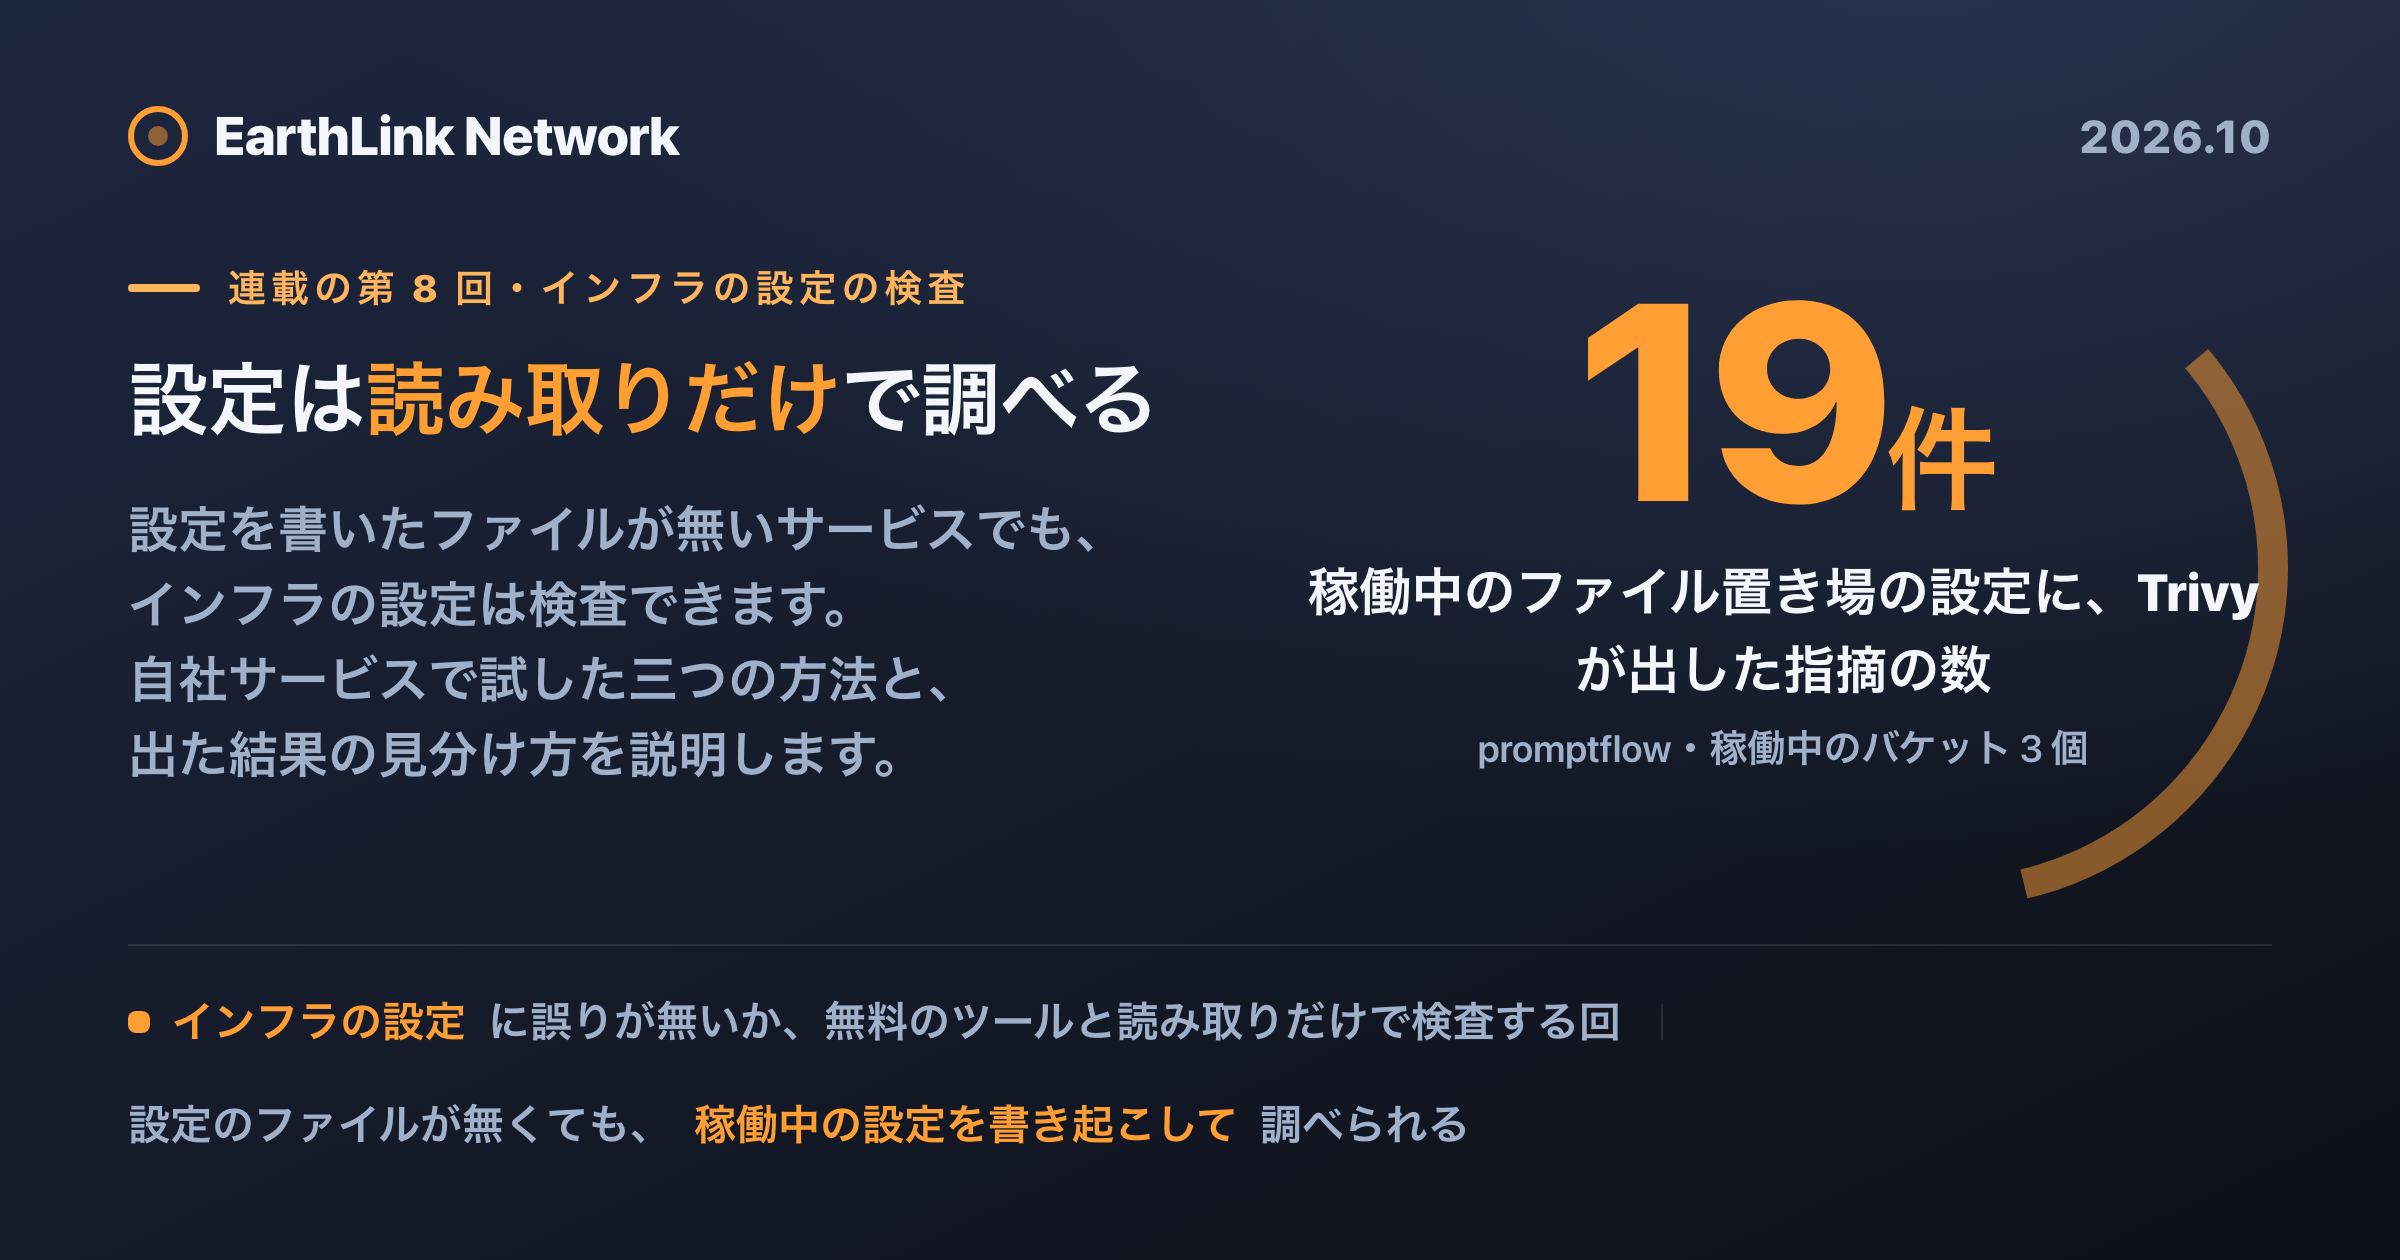 EarthLink Network
2026.10
連載の第 8 回・インフラの設定の検査
設定は読み取りだけで調べる
設定を書いたファイルが無いサービスでも、
インフラの設定は検査できます。
自社サービスで試した三つの方法と、
出た結果の見分け方を説明します。
19件
稼働中のファイル置き場の設定に、Trivy
が出した指摘の数
promptflow・稼働中のバケット 3 個
インフラの設定 に誤りが無いか、無料のツールと読み取りだけで検査する回
設定のファイルが無くても、 稼働中の設定を書き起こして 調べられる